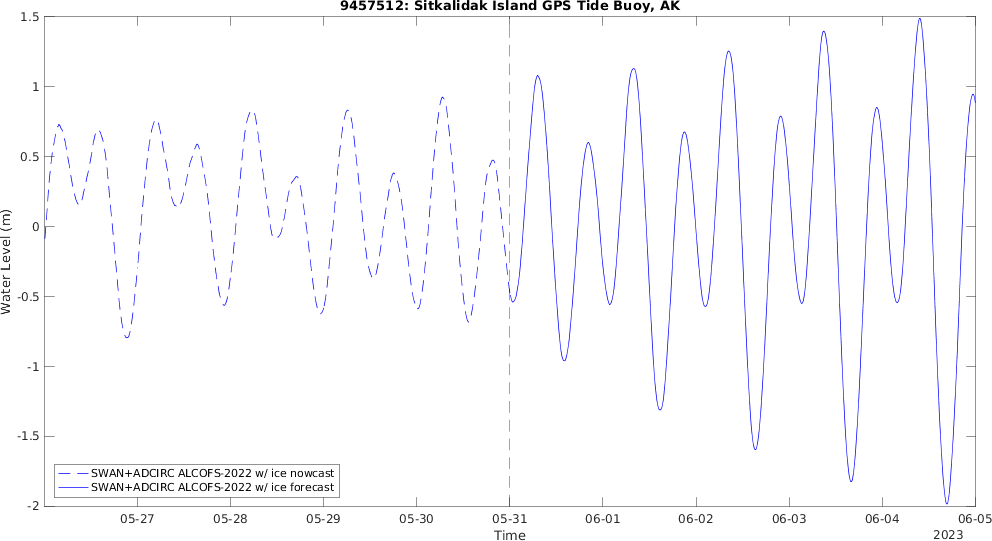 9457512: Sitkalidak Island GPS Tide Buoy, AK
1.5
1
0.5
0
-0.5
-1
-1.5
-2
Water Level (m)
SWAN+ADCIRC ALCOFS-2022 w/ ice nowcast
SWAN+ADCIRC ALCOFS-2022 w/ ice forecast
05-27 05-28 05-29 05-30 05-31 06-01 06-02 06-03 06-04 06-05
Time
2023